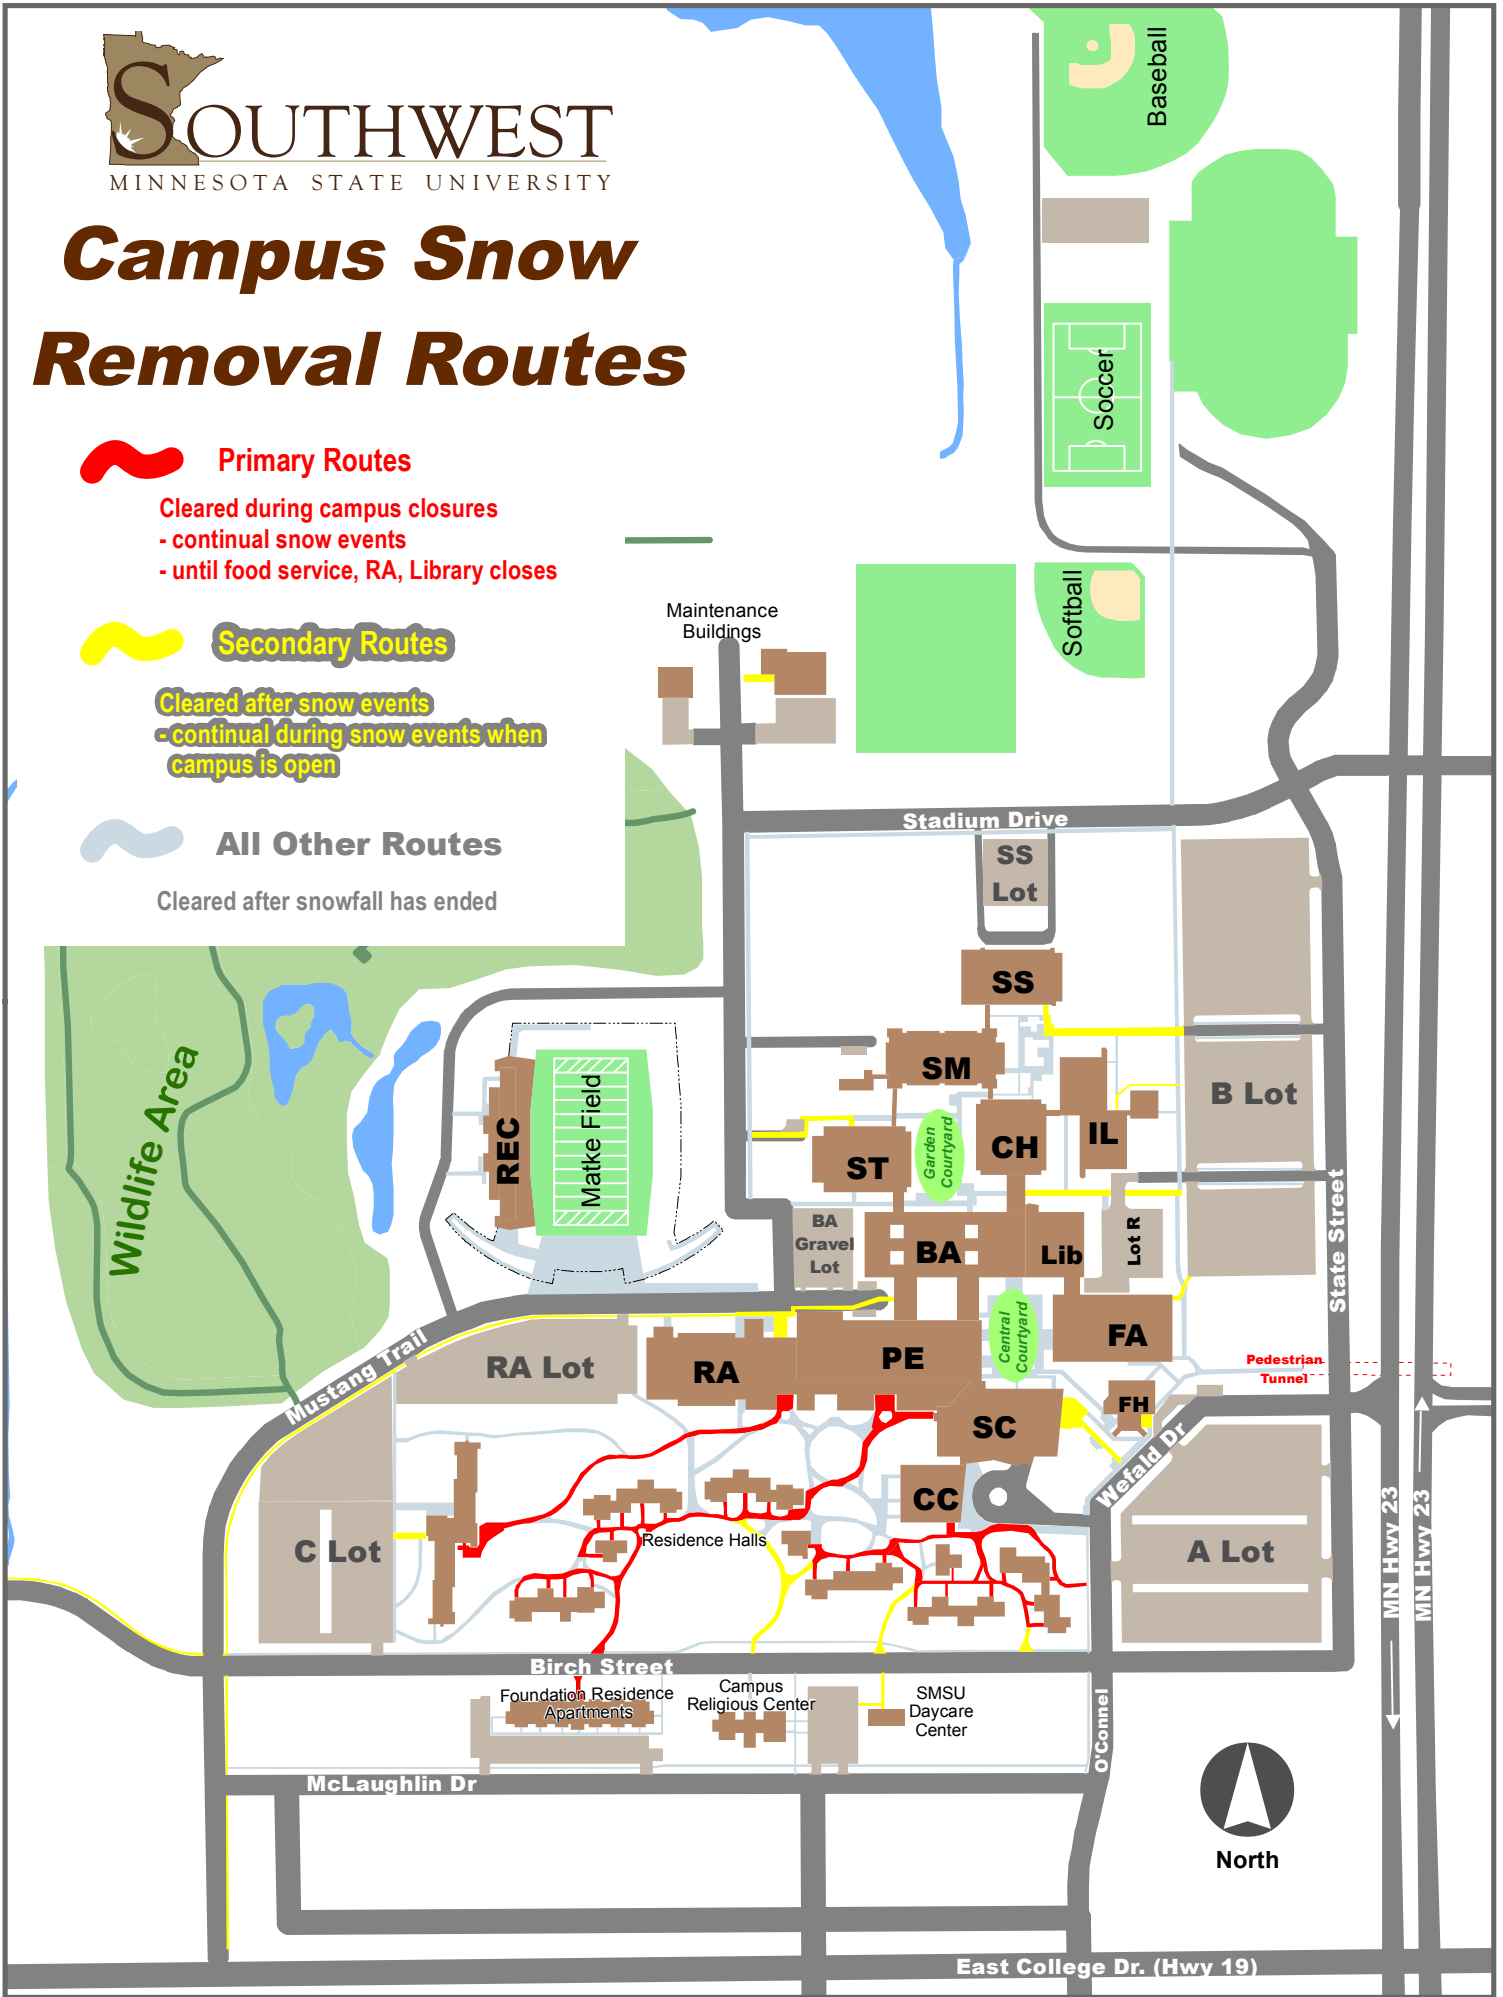 SOUTHWEST
MINNESOTA STATE UNIVERSITY
Campus Snow
Removal Routes
Primary Routes
Cleared during campus closures
- continual snow events
- until food service, RA, Library closes
Secondary Routes
Cleared after snow events
- continual during snow events when
campus is open
All Other Routes
Cleared after snowfall has ended
Baseball
Soccer
Softball
Maintenance
Buildings
Stadium Drive
SS
Lot
SS
SM
B Lot
Wildlife Area
REC
Matke Field
ST
Garden
Courtyard
CH
IL
State Street
BA
Gravel
Lot
BA
Lib
Lot R
Mustang Trail
RA Lot
RA
PE
Central
Courtyard
FA
Pedestrian
Tunnel
FH
SC
Wefald Dr
CC
C Lot
Residence Halls
A Lot
MN Hwy 23
MN Hwy 23
Birch Street
Foundation Residence
Apartments
Campus
Religious Center
SMSU
Daycare
Center
O'Connel
McLaughlin Dr
North
East College Dr. (Hwy 19)